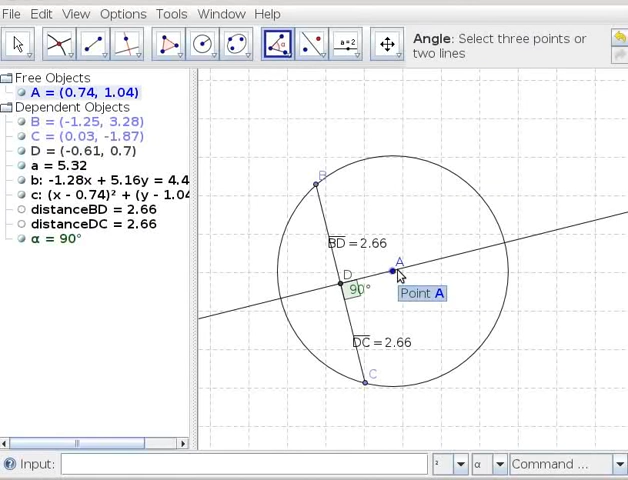 File Edit View Options Tools Window Help
a=2
Angle: Select three points or
two lines
Free Objects
A = (0.74, 1.04)
Dependent Objects
B = (-1.25, 3.28)
C = (0.03, -1.87)
D = (-0.61, 0.7)
a = 5.32
b: -1.28x + 5.16y = 4.4
c: (x - 0.74)² + (y - 1.04
distanceBD = 2.66
distanceDC = 2.66
α = 90°
B
BD = 2.66
A
D
90°
Point A
DC = 2.66
C
Input:
² α Command ...